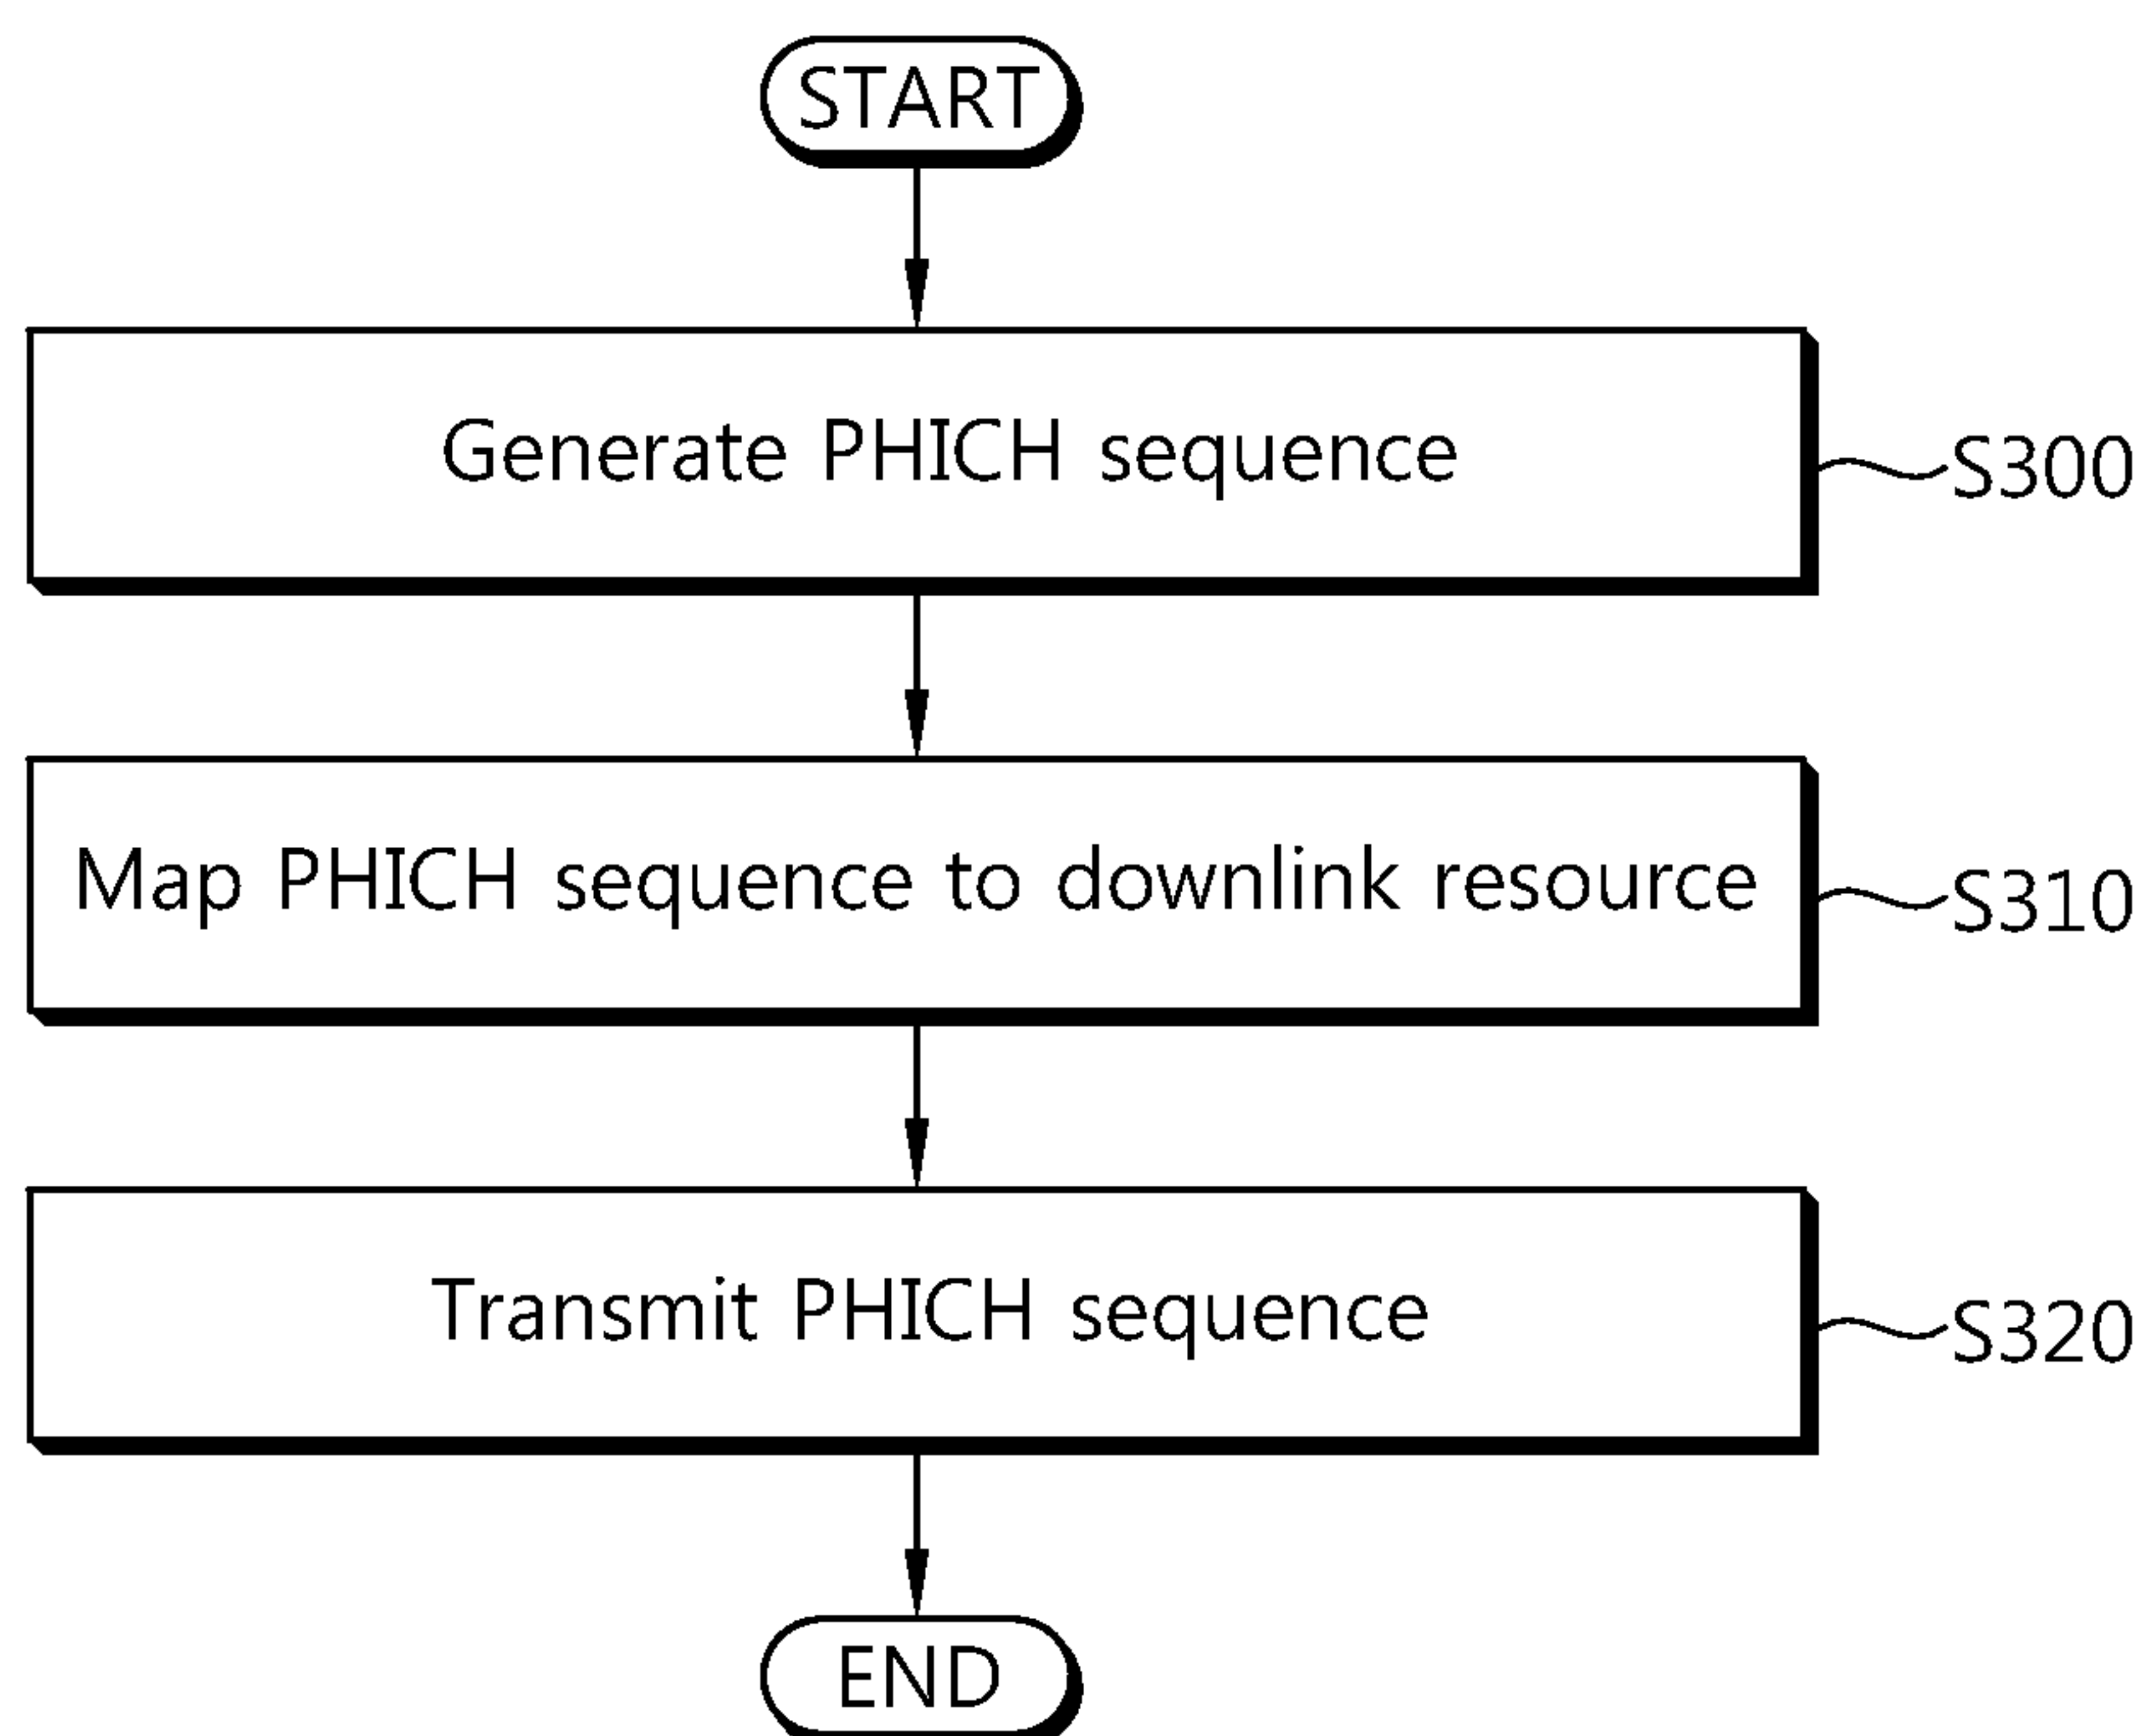 START
Generate PHICH sequence
S300
Map PHICH sequence to downlink resource
S310
Transmit PHICH sequence
S320
END